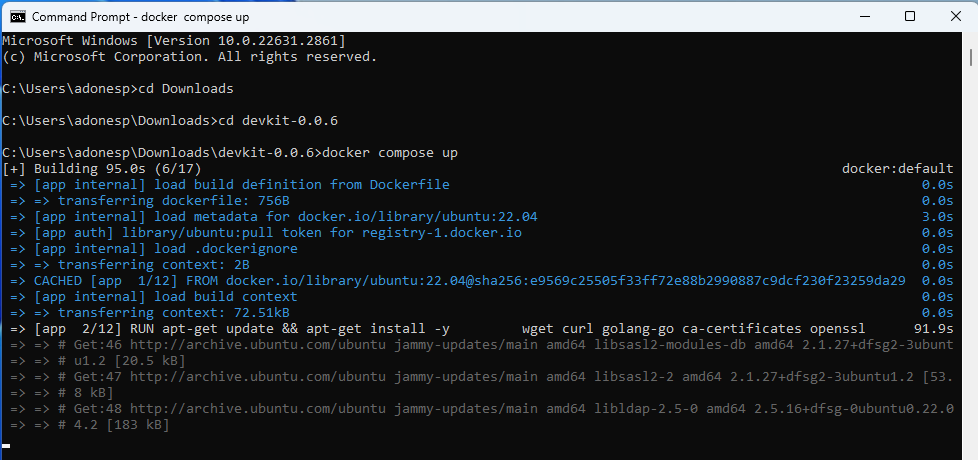 Command Prompt - docker  compose up
Microsoft Windows [Version 10.0.22631.2861]
(c) Microsoft Corporation. All rights reserved.
C:\Users\adonesp>cd Downloads
C:\Users\adonesp\Downloads>cd devkit-0.0.6
C:\Users\adonesp\Downloads\devkit-0.0.6>docker compose up
[+] Building 95.0s (6/17) docker:default
=> [app internal] load build definition from Dockerfile 0.0s
=> => transferring dockerfile: 756B 0.0s
=> [app internal] load metadata for docker.io/library/ubuntu:22.04 3.0s
=> [app auth] library/ubuntu:pull token for registry-1.docker.io 0.0s
=> [app internal] load .dockerignore 0.0s
=> => transferring context: 2B 0.0s
=> CACHED [app  1/12] FROM docker.io/library/ubuntu:22.04@sha256:e9569c25505f33ff72e88b2990887c9dcf230f23259da29 0.0s
=> [app internal] load build context 0.0s
=> => transferring context: 72.51kB 0.0s
=> [app  2/12] RUN apt-get update && apt-get install -y         wget curl golang-go ca-certificates openssl 91.9s
=> => # Get:46 http://archive.ubuntu.com/ubuntu jammy-updates/main amd64 libsasl2-modules-db amd64 2.1.27+dfsg2-3ubunt
=> => # u1.2 [20.5 kB]
=> => # Get:47 http://archive.ubuntu.com/ubuntu jammy-updates/main amd64 libsasl2-2 amd64 2.1.27+dfsg2-3ubuntu1.2 [53.
=> => # 8 kB]
=> => # Get:48 http://archive.ubuntu.com/ubuntu jammy-updates/main amd64 libldap-2.5-0 amd64 2.5.16+dfsg-0ubuntu0.22.0
=> => # 4.2 [183 kB]